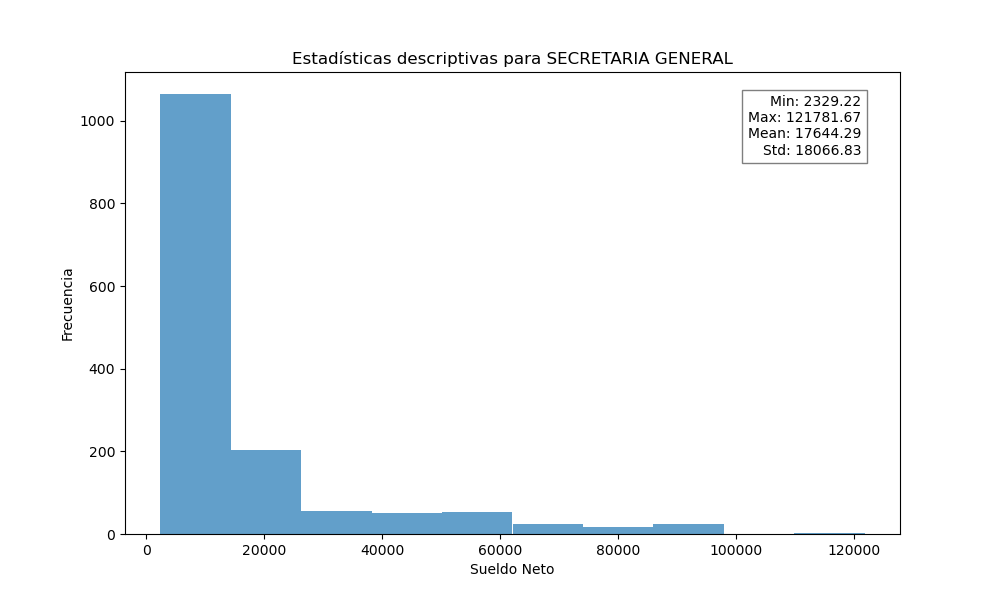 Estadísticas descriptivas para SECRETARIA GENERAL
Min: 2329.22
Max: 121781.67
Mean: 17644.29
Std: 18066.83
1000
800
600
400
200
0
Frecuencia
0 20000 40000 60000 80000 100000 120000
Sueldo Neto